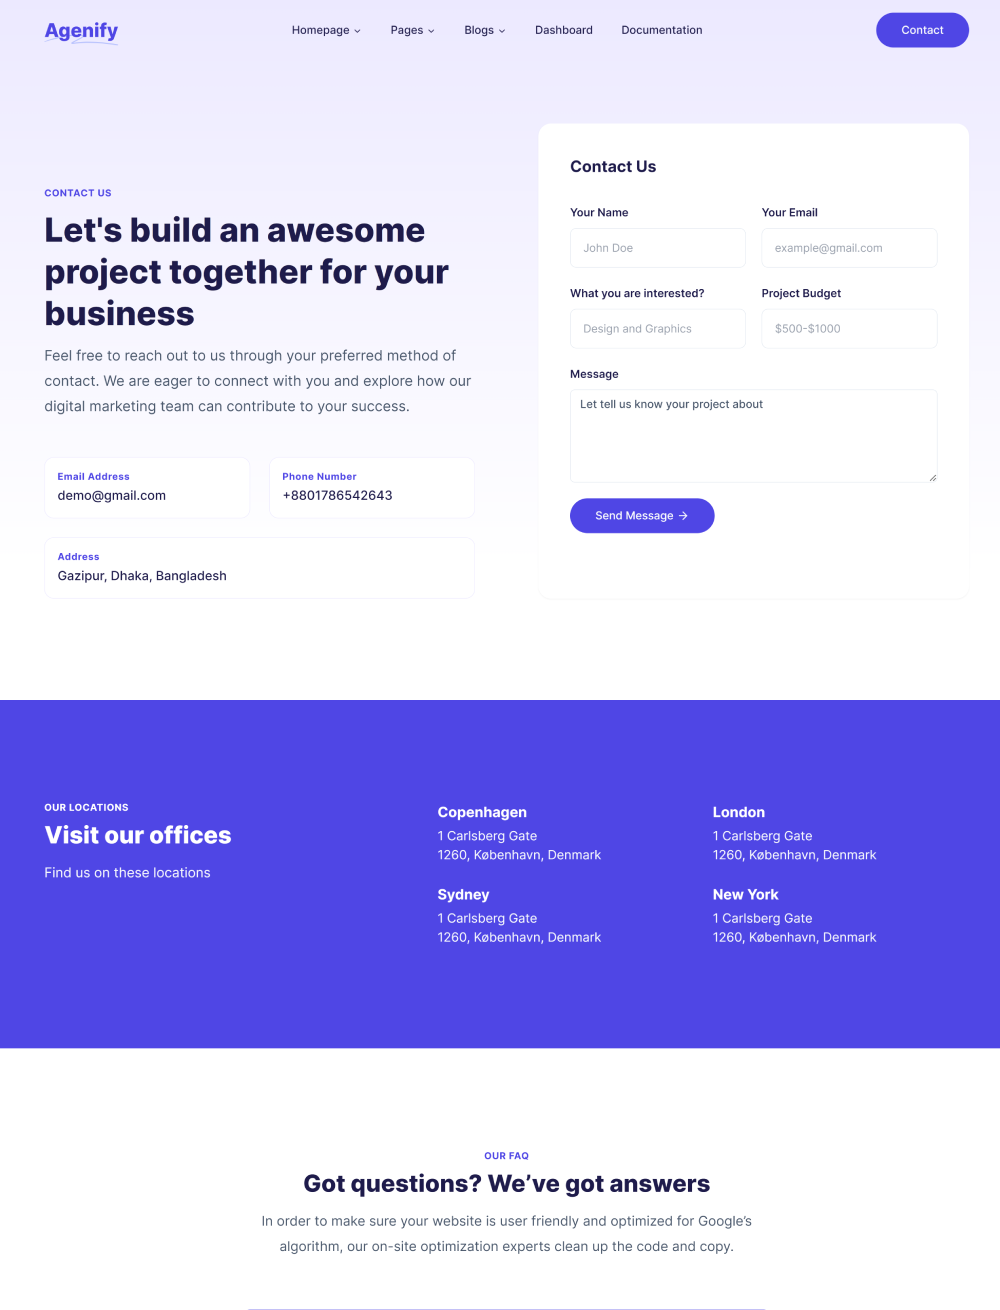 Agenify
Homepage
Pages
Blogs
Dashboard
Documentation
Contact
CONTACT US
Let's build an awesome
project together for your
business
Feel free to reach out to us through your preferred method of
contact. We are eager to connect with you and explore how our
digital marketing team can contribute to your success.
Email Address
demo@gmail.com
Phone Number
+8801786542643
Address
Gazipur, Dhaka, Bangladesh
Contact Us
Your Name
John Doe
Your Email
example@gmail.com
What you are interested?
Design and Graphics
Project Budget
$500-$1000
Message
Let tell us know your project about
Send Message →
OUR LOCATIONS
Visit our offices
Find us on these locations
Copenhagen
1 Carlsberg Gate
1260, København, Denmark
London
1 Carlsberg Gate
1260, København, Denmark
Sydney
1 Carlsberg Gate
1260, København, Denmark
New York
1 Carlsberg Gate
1260, København, Denmark
OUR FAQ
Got questions? We’ve got answers
In order to make sure your website is user friendly and optimized for Google’s
algorithm, our on-site optimization experts clean up the code and copy.